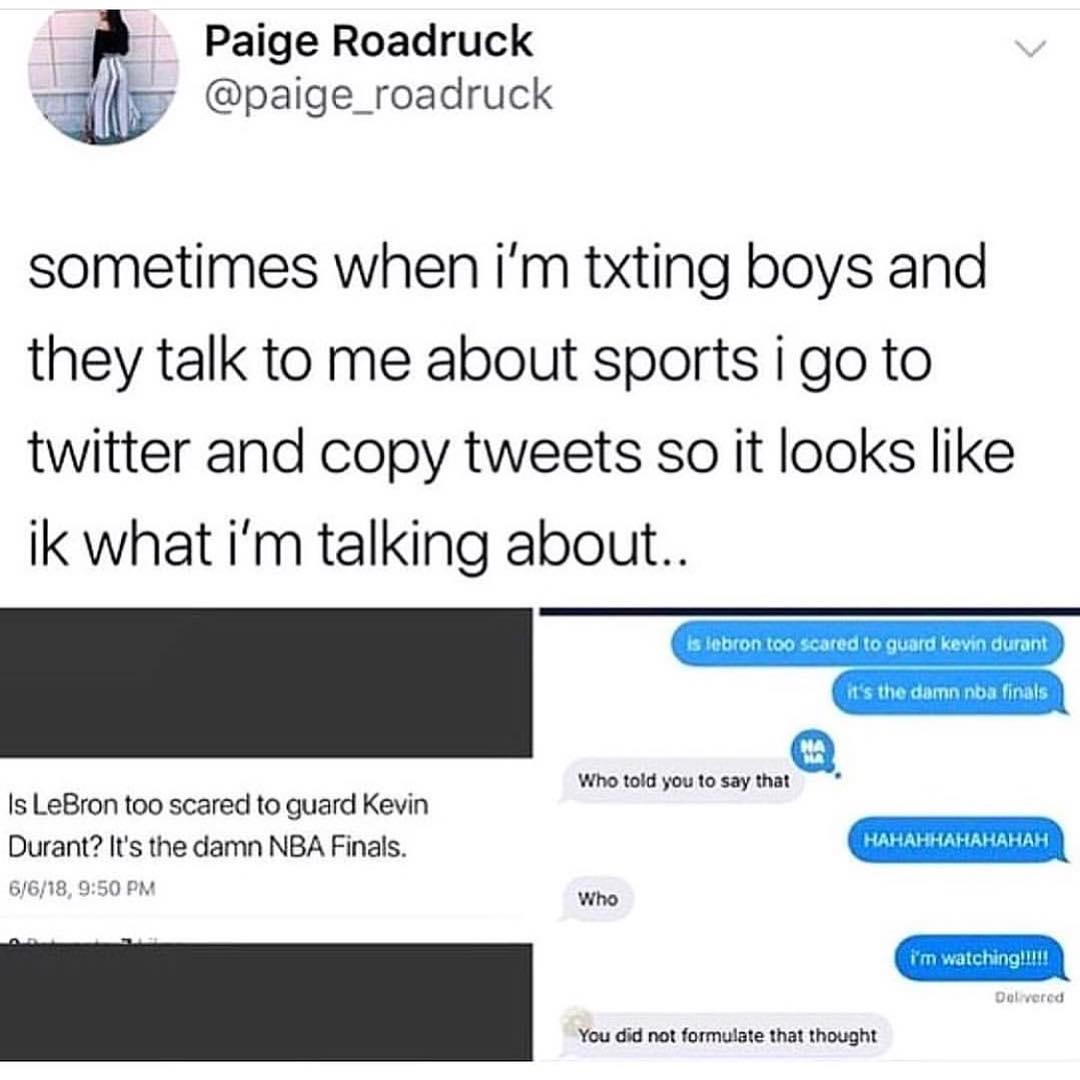 Paige Roadruck
@paige_roadruck
sometimes when i'm txting boys and
they talk to me about sports i go to
twitter and copy tweets so it looks like
ik what i'm talking about..
Is LeBron too scared to guard Kevin
Durant? It's the damn NBA Finals.
6/6/18, 9:50 PM
is lebron too scared to guard kevin durant
it's the damn nba finals
HA
HA
Who told you to say that
HAHAHHAHAHAHAH
Who
i'm watching!!!!!
Delivered
You did not formulate that thought